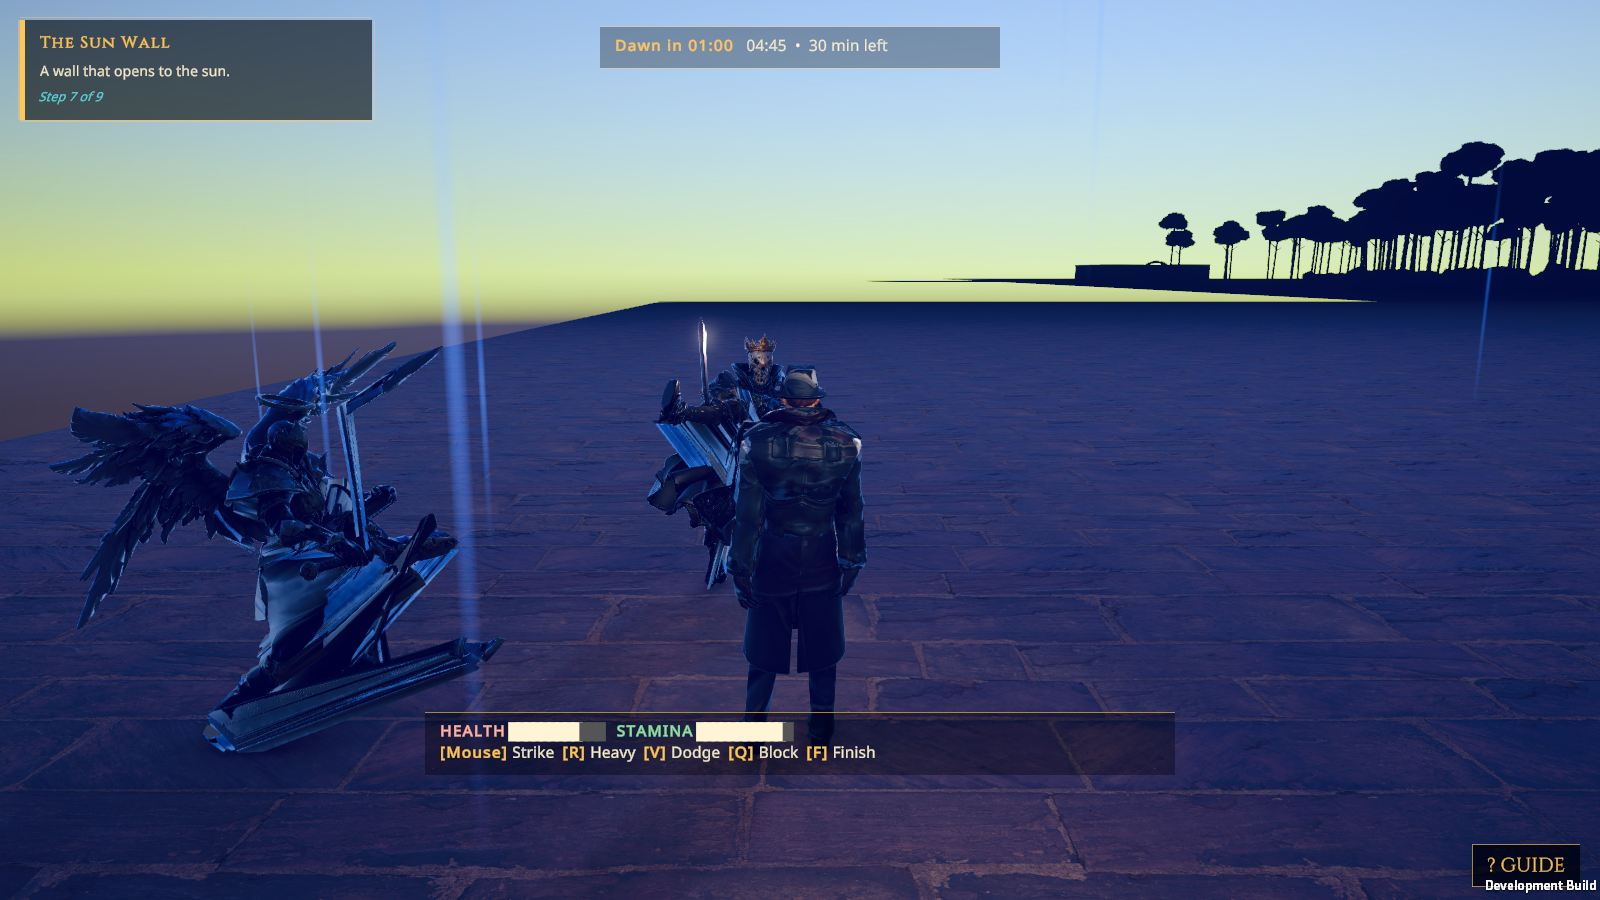 THE SUN WALL
A wall that opens to the sun.
Step 7 of 9
Dawn in 01:00 04:45 • 30 min left
HEALTH STAMINA
[Mouse] Strike [R] Heavy [V] Dodge [Q] Block [F] Finish
? GUIDE
Development Build